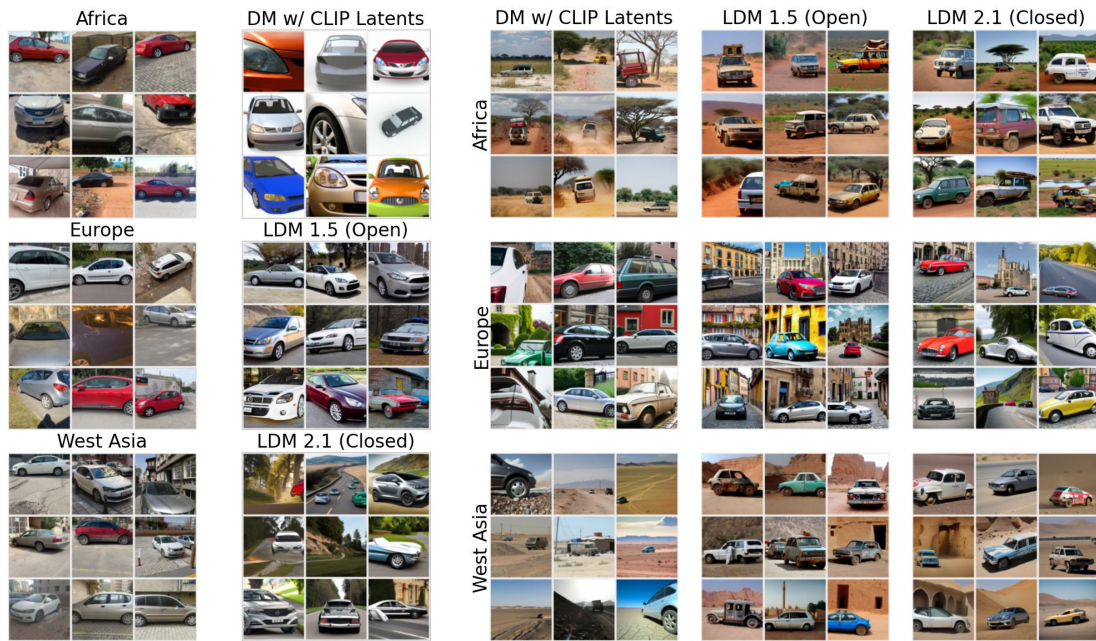 Africa
DM w/ CLIP Latents
Europe
LDM 1.5 (Open)
West Asia
LDM 2.1 (Closed)
DM w/ CLIP Latents
LDM 1.5 (Open)
LDM 2.1 (Closed)
Africa
Europe
West Asia